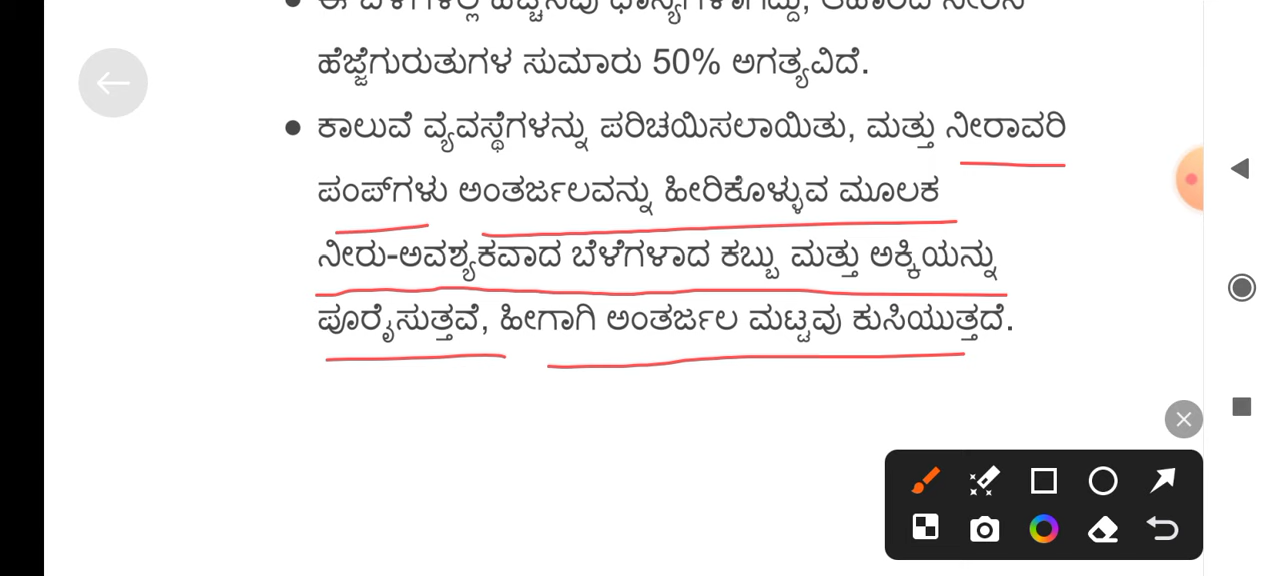 ಹೆಜ್ಜೆಗುರುತುಗಳ ಸುಮಾರು 50% ಅಗತ್ಯವಿದೆ.
● ಕಾಲುವೆ ವ್ಯವಸ್ಥೆಗಳನ್ನು ಪರಿಚಯಿಸಲಾಯಿತು, ಮತ್ತು ನೀರಾವರಿ
ಪಂಪ್‌ಗಳು ಅಂತರ್ಜಲವನ್ನು ಹೀರಿಕೊಳ್ಳುವ ಮೂಲಕ
ನೀರು-ಅವಶ್ಯಕವಾದ ಬೆಳೆಗಳಾದ ಕಬ್ಬು ಮತ್ತು ಅಕ್ಕಿಯನ್ನು
ಪೂರೈಸುತ್ತವೆ, ಹೀಗಾಗಿ ಅಂತರ್ಜಲ ಮಟ್ಟವು ಕುಸಿಯುತ್ತದೆ.